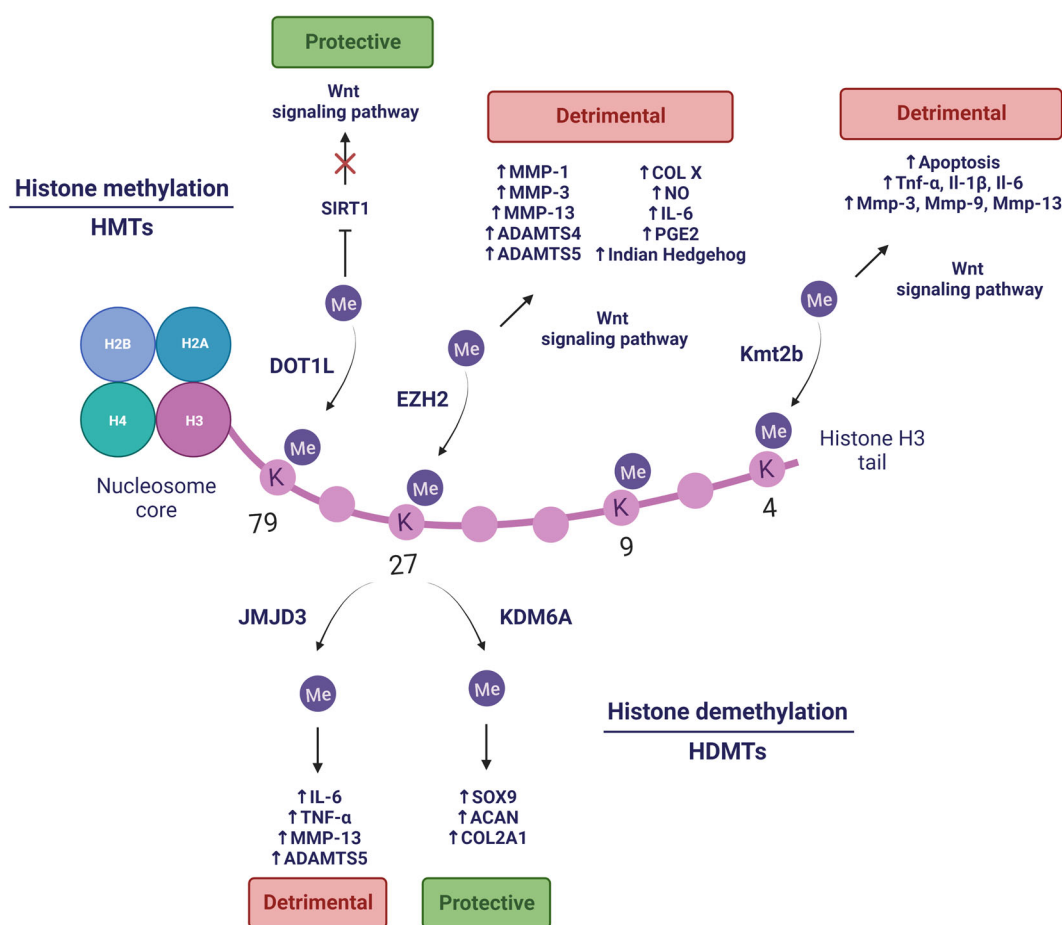 Protective
Wnt
signaling pathway
SIRT1
Me
DOT1L
Histone methylation
HMTs
Detrimental
↑MMP-1
↑MMP-3
↑MMP-13
↑ADAMTS4
↑ADAMTS5
↑COL X
↑NO
↑IL-6
↑PGE2
↑Indian Hedgehog
Wnt
signaling pathway
Me
EZH2
Detrimental
↑Apoptosis
↑Tnf-α, Il-1β, Il-6
↑Mmp-3, Mmp-9, Mmp-13
Wnt
signaling pathway
Me
Kmt2b
H2B
H2A
H4
H3
Nucleosome
core
Me
K
79
Me
K
27
Me
K
9
Me
K
4
Histone H3
tail
JMJD3
KDM6A
Me
Me
Histone demethylation
HDMTs
↑IL-6
↑TNF-α
↑MMP-13
↑ADAMTS5
Detrimental
↑SOX9
↑ACAN
↑COL2A1
Protective